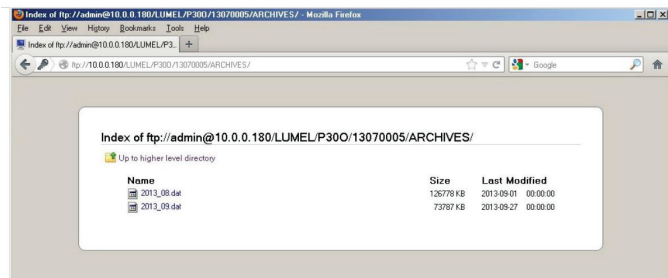 Index of ftp://admin@10.0.0.180/LUMEL/P30O/13070005/ARCHIVES/ - Mozilla Firefox
File Edit View History Bookmarks Tools Help
Index of ftp://admin@10.0.0.180/LUMEL/P3... +
ftp://10.0.0.180/LUMEL/P30O/13070005/ARCHIVES/ Google
Index of ftp://admin@10.0.0.180/LUMEL/P30O/13070005/ARCHIVES/
Up to higher level directory
Name Size Last Modified
2013_08.dat 126778 KB 2013-09-01 00:00:00
2013_09.dat 73787 KB 2013-09-27 00:00:00